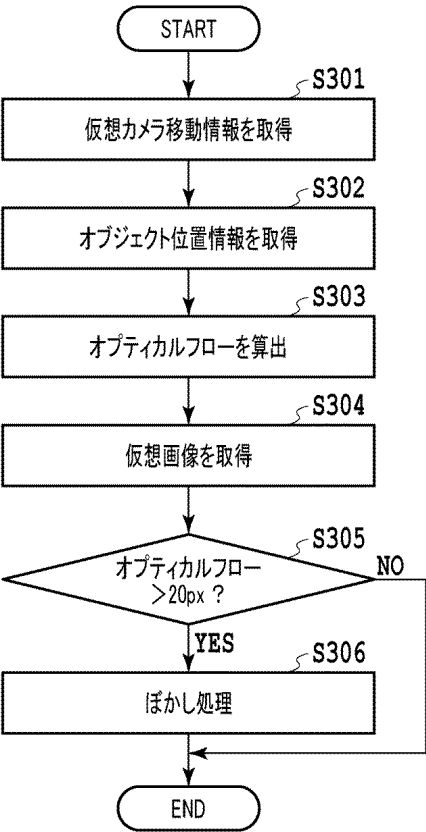 START
S301
仮想カメラ移動情報を取得
S302
オブジェクト位置情報を取得
S303
オプティカルフローを算出
S304
仮想画像を取得
S305
オプティカルフロー
＞20px ?
NO
YES
S306
ぼかし処理
END